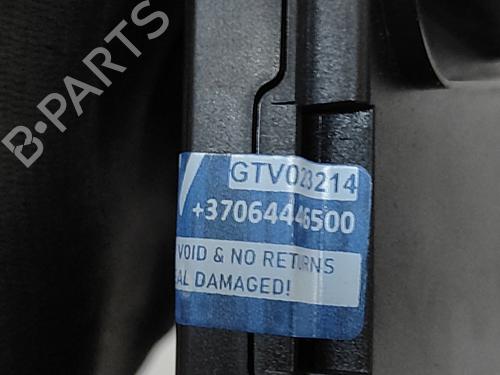 B-PARTS
GTV023214
+37064446500
VOID & NO RETURNS
AL DAMAGED!